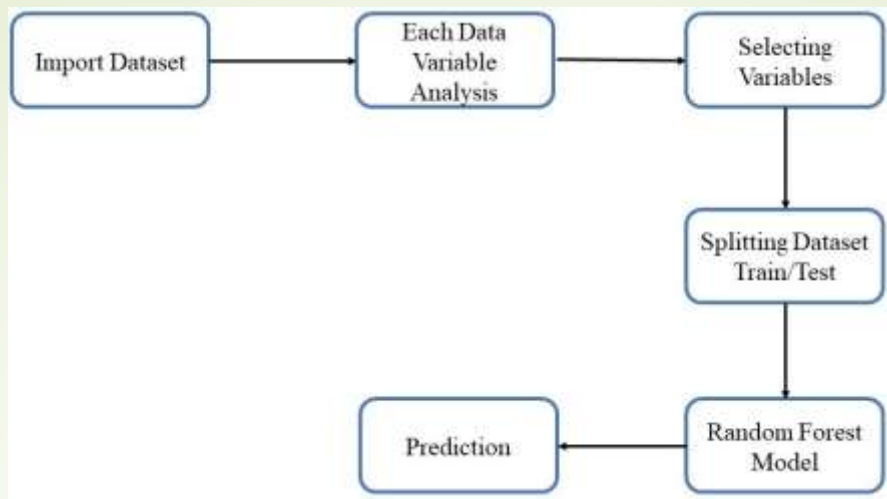 Import Dataset
Each Data
Variable
Analysis
Selecting
Variables
Splitting Dataset
Train/Test
Random Forest
Model
Prediction